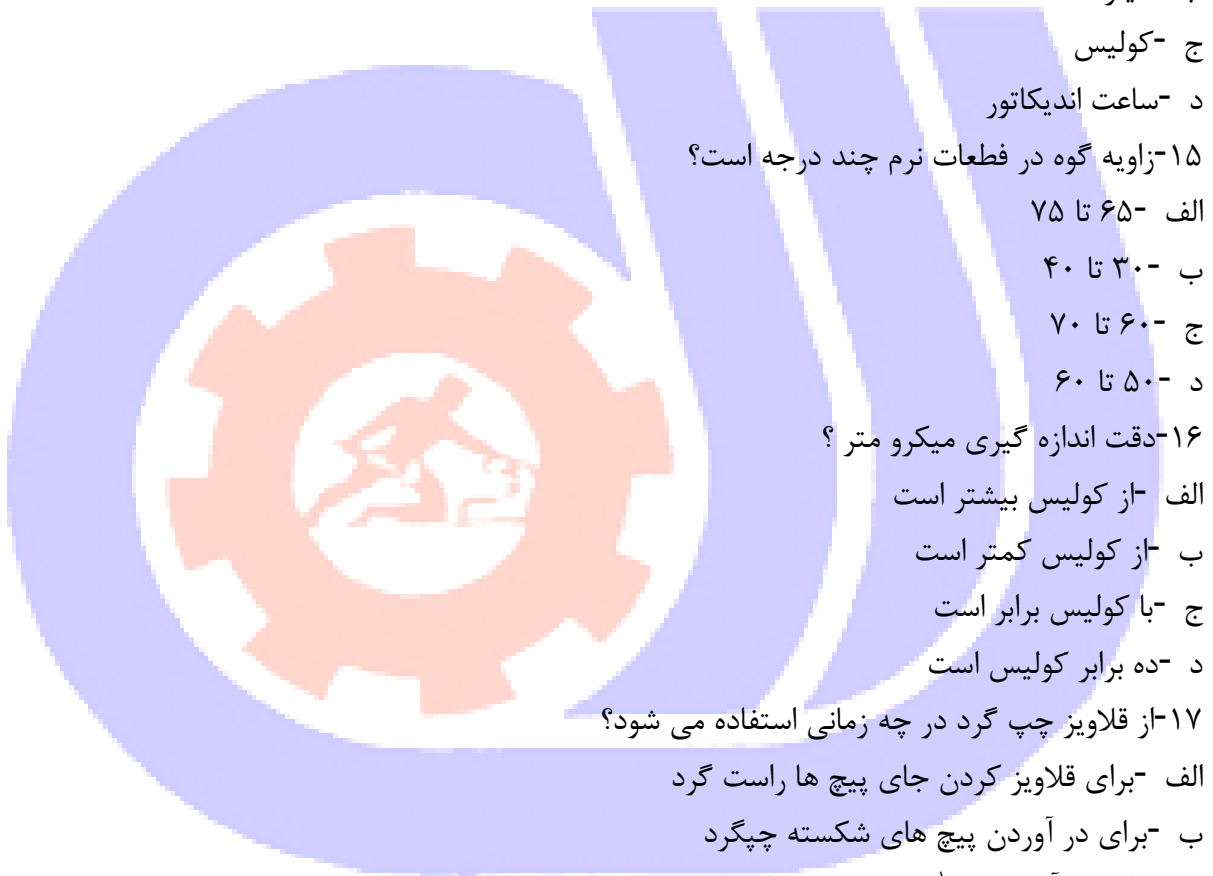 ج -کولیس
د -ساعت اندیکاتور
۱۵-زاویه گوه در قطعات نرم چند درجه است؟
الف -۶۵ تا ۷۵
ب -۳۰ تا ۴۰
ج -۶۰ تا ۷۰
د -۵۰ تا ۶۰
۱۶-دقت اندازه گیری میکرو متر ؟
الف -از کولیس بیشتر است
ب -از کولیس کمتر است
ج -با کولیس برابر است
د -ده برابر کولیس است
۱۷-از قلاویز چپ گرد در چه زمانی استفاده می شود؟
الف -برای قلاویز کردن جای پیچ ها راست گرد
ب -برای در آوردن پیچ های شکسته چپگرد